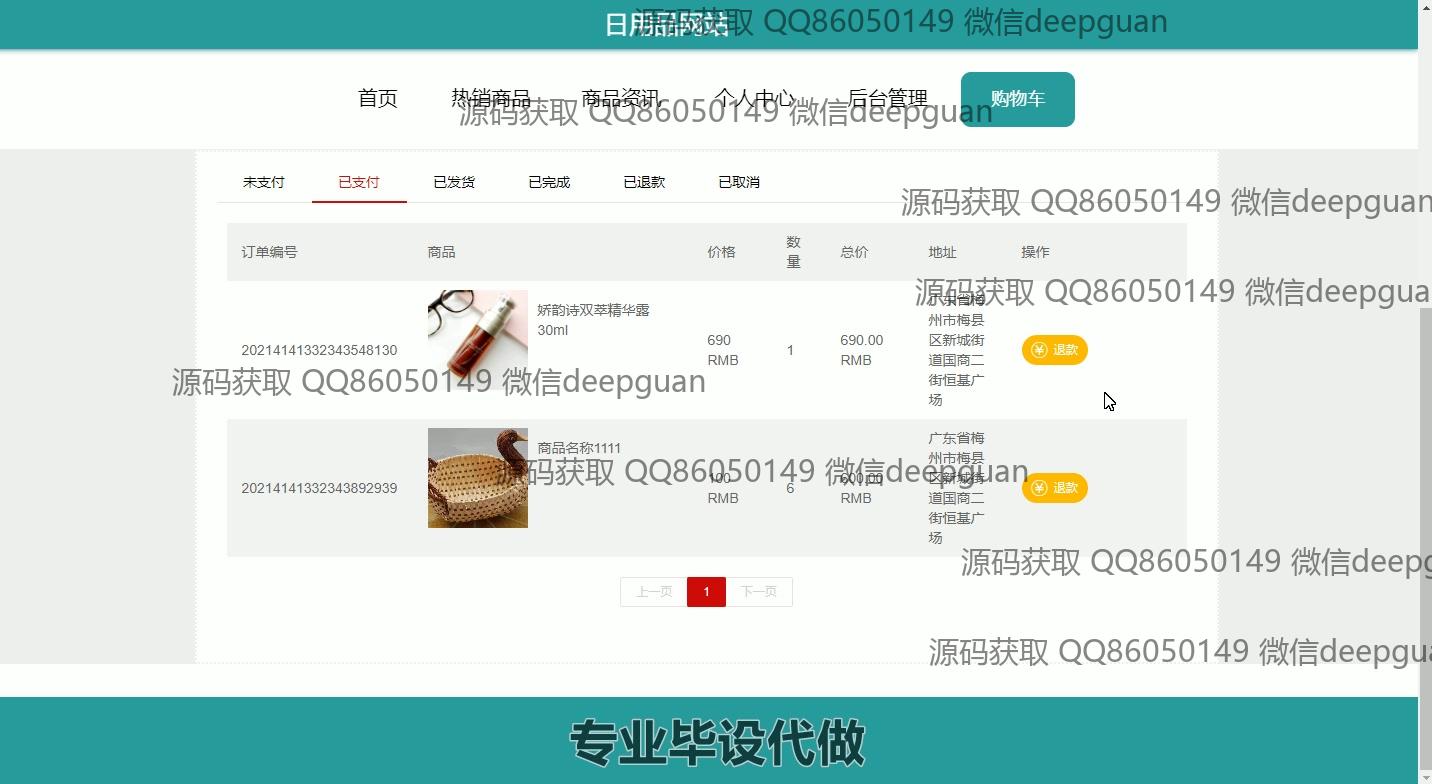 日用品网站
源码获取 QQ86050149 微信deepguan
首页 热销商品 商品资讯 个人中心 后台管理 购物车
源码获取 QQ86050149 微信deepguan
未支付 已支付 已发货 已完成 已退款 已取消
源码获取 QQ86050149 微信deepguan
订单编号 商品 价格 数量 总价 地址 操作
源码获取 QQ86050149 微信deepgua
20214141332343548130
娇韵诗双萃精华露
30ml
690
RMB
1
690.00
RMB
广东省梅
州市梅县
区新城街
道国商二
街恒基广
场
退款
源码获取 QQ86050149 微信deepguan
20214141332343892939
商品名称1111
100
RMB
6
600.00
RMB
广东省梅
州市梅县
区新城街
道国商二
街恒基广
场
退款
源码获取 QQ86050149 微信deepguan
源码获取 QQ86050149 微信deepg
上一页 1 下一页
源码获取 QQ86050149 微信deepgu
专业毕设代做